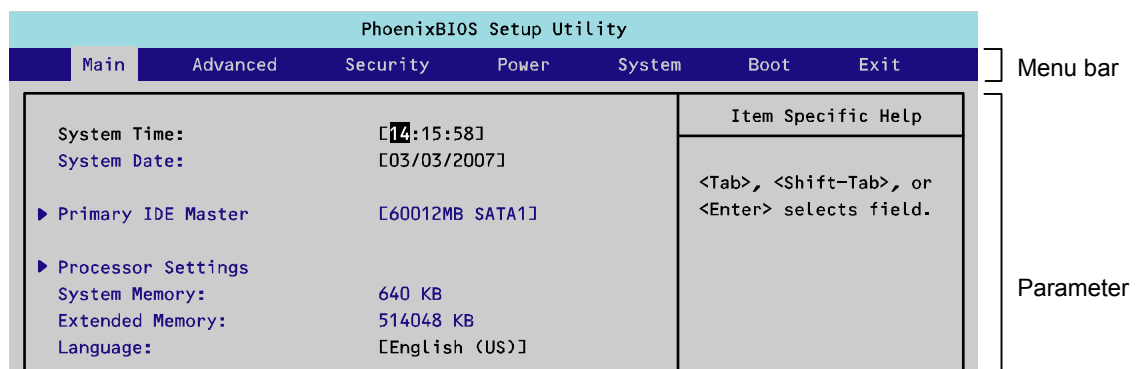 PhoenixBIOS Setup Utility
Main Advanced Security Power System Boot Exit
Menu bar
System Time: [14:15:58]
System Date: [03/03/2007]
Primary IDE Master [60012MB SATA1]
Processor Settings
System Memory: 640 KB
Extended Memory: 514048 KB
Language: [English (US)]
Item Specific Help
<Tab>, <Shift-Tab>, or
<Enter> selects field.
Parameter